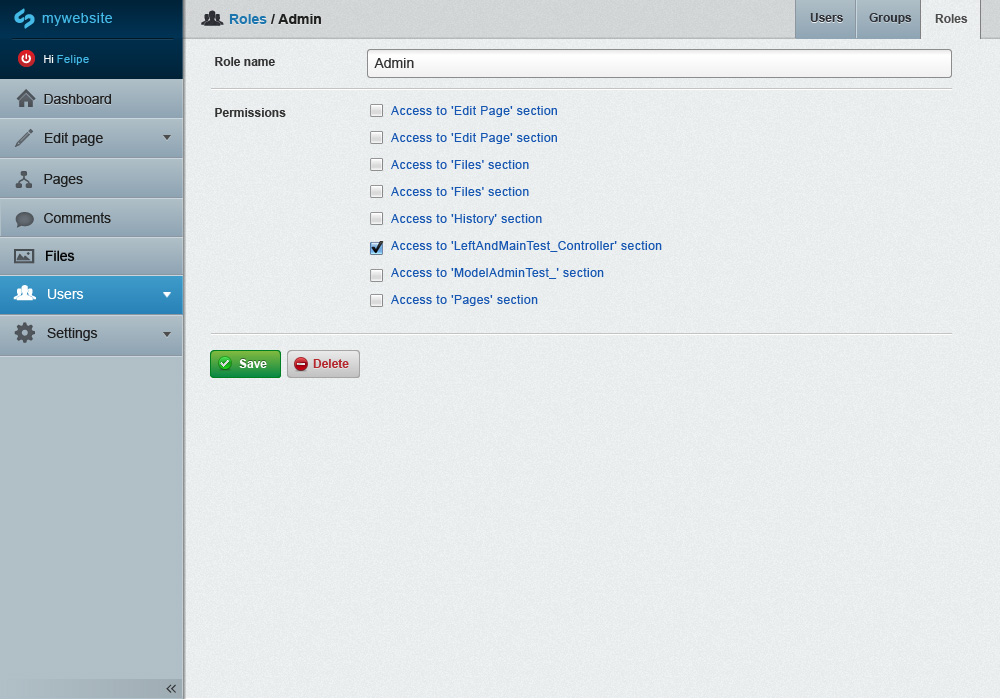 mywebsite
Hi Felipe
Dashboard
Edit page
Pages
Comments
Files
Users
Settings
Roles / Admin
Users
Groups
Roles
Role name
Admin
Permissions
Access to 'Edit Page' section
Access to 'Edit Page' section
Access to 'Files' section
Access to 'Files' section
Access to 'History' section
Access to 'LeftAndMainTest_Controller' section
Access to 'ModelAdminTest_' section
Access to 'Pages' section
Save
Delete